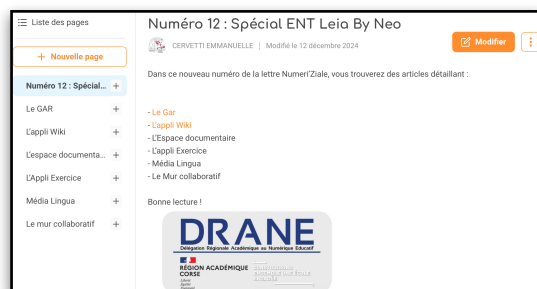 Liste des pages
+ Nouvelle page
Numéro 12 : Spécial... +
Le GAR +
L'appli Wiki +
L'espace documenta... +
L'Appli Exercice +
Média Lingua +
Le mur collaboratif +
Numéro 12 : Spécial ENT Leia By Neo
CERVETTI EMMANUELLE | Modifié le 12 décembre 2024
Modifier
Dans ce nouveau numéro de la lettre Numeri'Ziale, vous trouverez des articles détaillant :
- Le Gar
- L'appli Wiki
- L'Espace documentaire
- L'appli Exercice
- Média Lingua
- Le Mur collaboratif
Bonne lecture !
DRANE
Délégation Régionale Académique au Numérique Educatif
RÉGION ACADÉMIQUE
CORSE
Liberté
Égalité
Fraternité